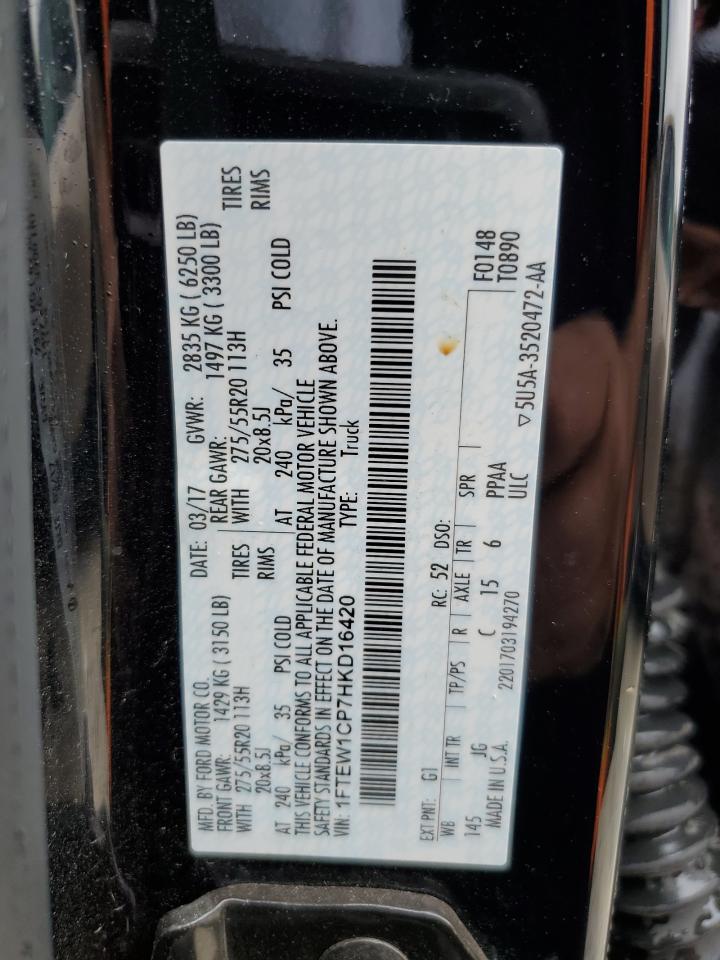 MFD. BY FORD MOTOR CO.
DATE: 03/17 GVWR: 2835 KG ( 6250 LB)
FRONT GAWR: 1429 KG ( 3150 LB) REAR GAWR: 1497 KG ( 3300 LB)
WITH 275/55R20 113H TIRES WITH 275/55R20 113H TIRES
20x8.5J RIMS 20x8.5J RIMS
AT 240 kPa/ 35 PSI COLD AT 240 kPa/ 35 PSI COLD
THIS VEHICLE CONFORMS TO ALL APPLICABLE FEDERAL MOTOR VEHICLE
SAFETY STANDARDS IN EFFECT ON THE DATE OF MANUFACTURE SHOWN ABOVE.
VIN: 1FTEW1CP7HKD16420 TYPE: Truck
EXT PNT: G1 RC: 52 DSO:
WB INT TR TP/PS R AXLE TR SPR F0148
145 JG C 15 6 PPAA T0890
MADE IN U.S.A. 2201703194270 ULC
▽5U5A-3520472-AA